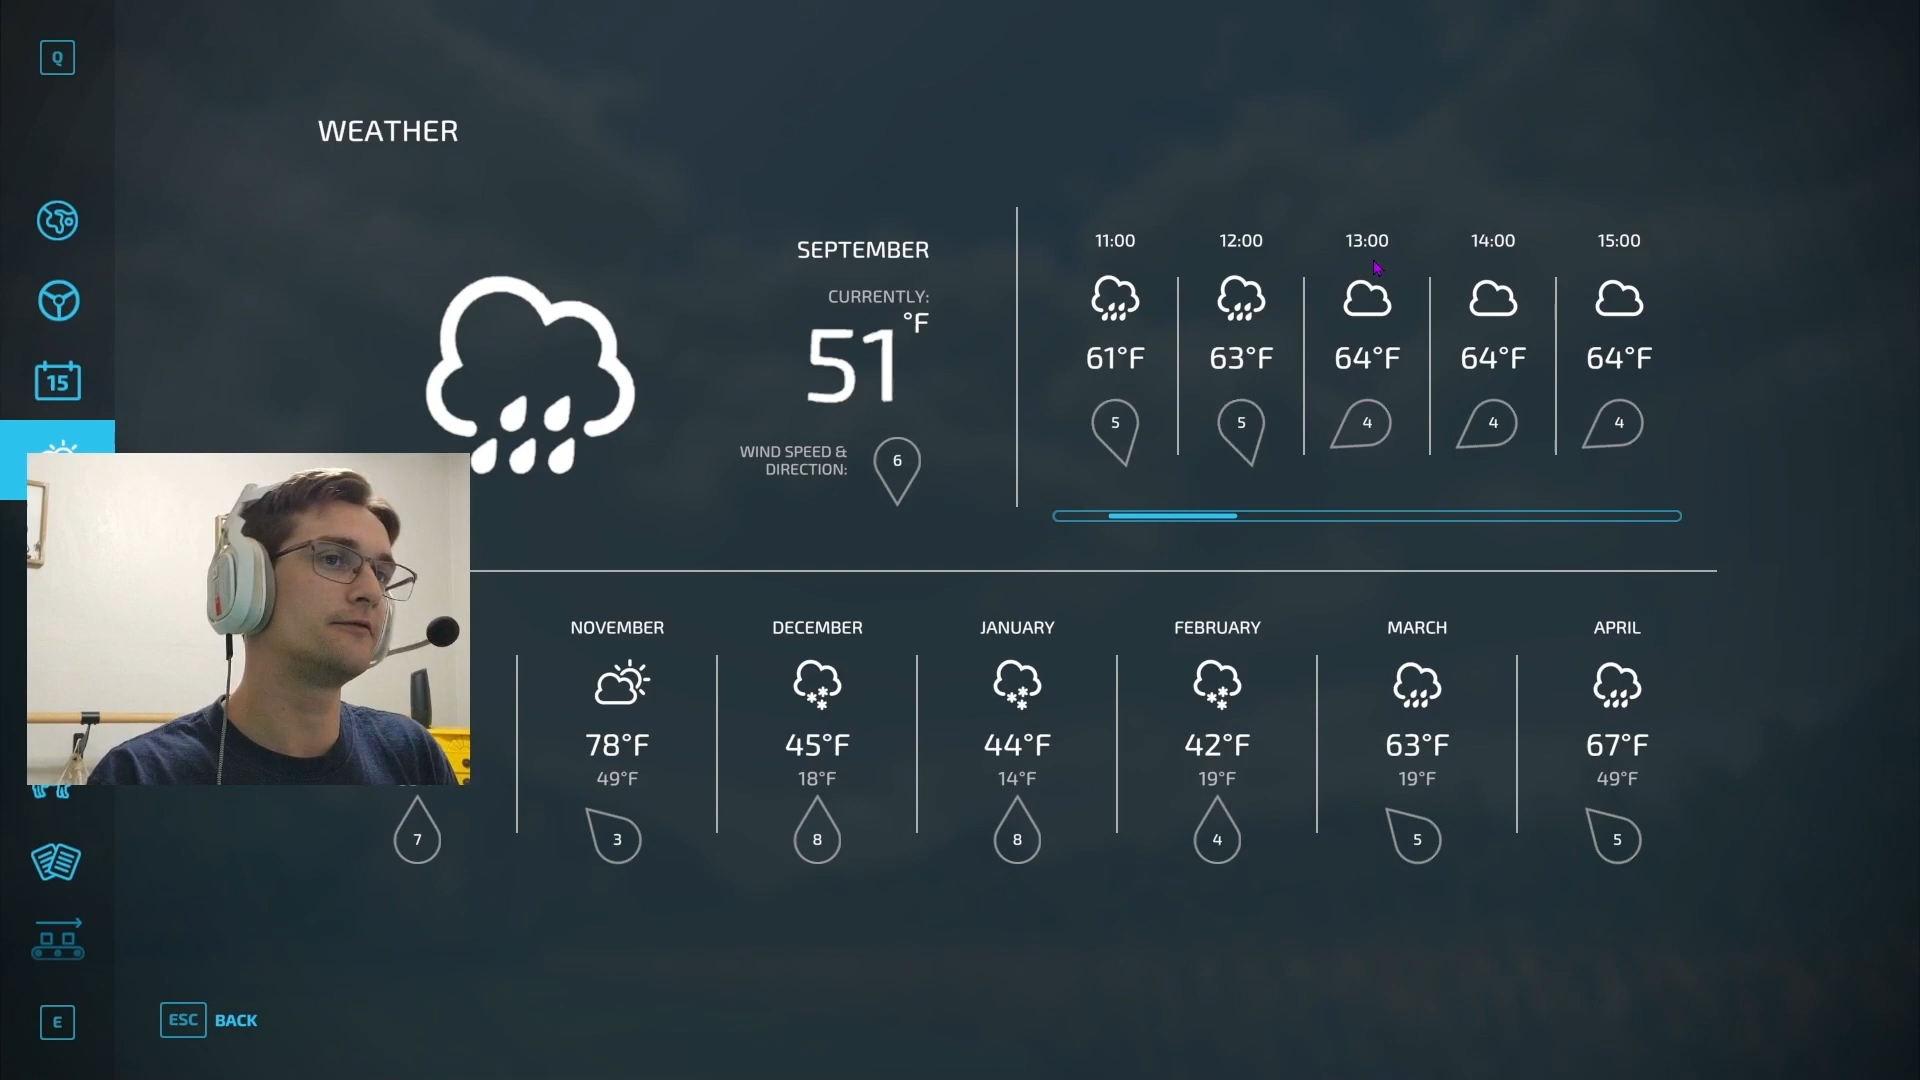 Q
WEATHER
15
SEPTEMBER
CURRENTLY:
51 °F
WIND SPEED &
DIRECTION:
6
11:00 12:00 13:00 14:00 15:00
61°F 63°F 64°F 64°F 64°F
5 5 4 4 4
NOVEMBER DECEMBER JANUARY FEBRUARY MARCH APRIL
78°F 45°F 44°F 42°F 63°F 67°F
49°F 18°F 14°F 19°F 19°F 49°F
7 3 8 8 4 5 5
E
ESC BACK